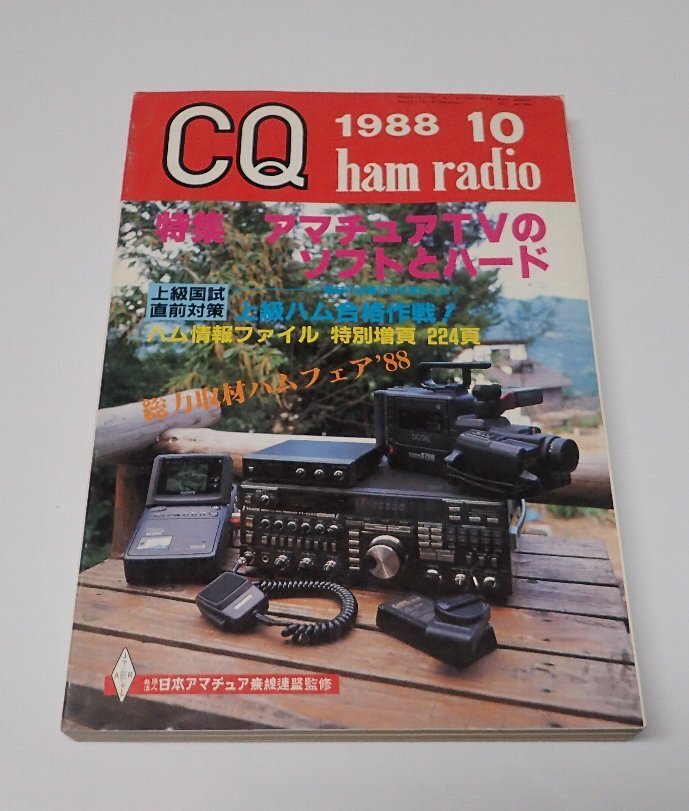 CQ
1988 10
ham radio
特集 アマチュアTVの
ソフトとハード
上級国試
直前対策
上級ハム合格作戦!
ハム情報ファイル 特別増頁 224頁
総力取材ハムフェア'88
SONY
社団
法人
日本アマチュア無線連盟監修